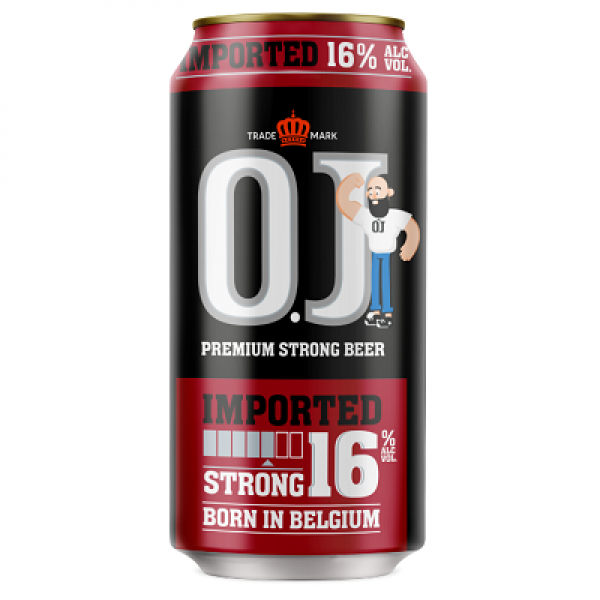 IMPORTED 16% ALC VOL.
TRADE MARK
O.J
OJ
PREMIUM STRONG BEER
IMPORTED
STRONG 16 % ALC VOL.
BORN IN BELGIUM